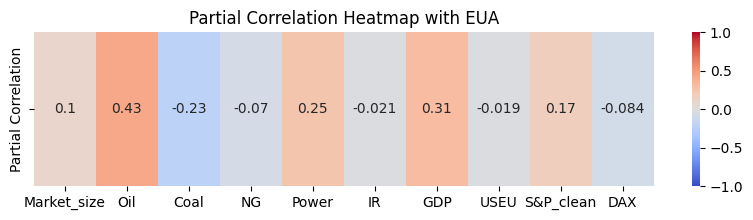 Partial Correlation Heatmap with EUA
Partial Correlation
0.1 0.43 -0.23 -0.07 0.25 -0.021 0.31 -0.019 0.17 -0.084
Market_size Oil Coal NG Power IR GDP USEU S&P_clean DAX
1.0
0.5
0.0
−0.5
−1.0